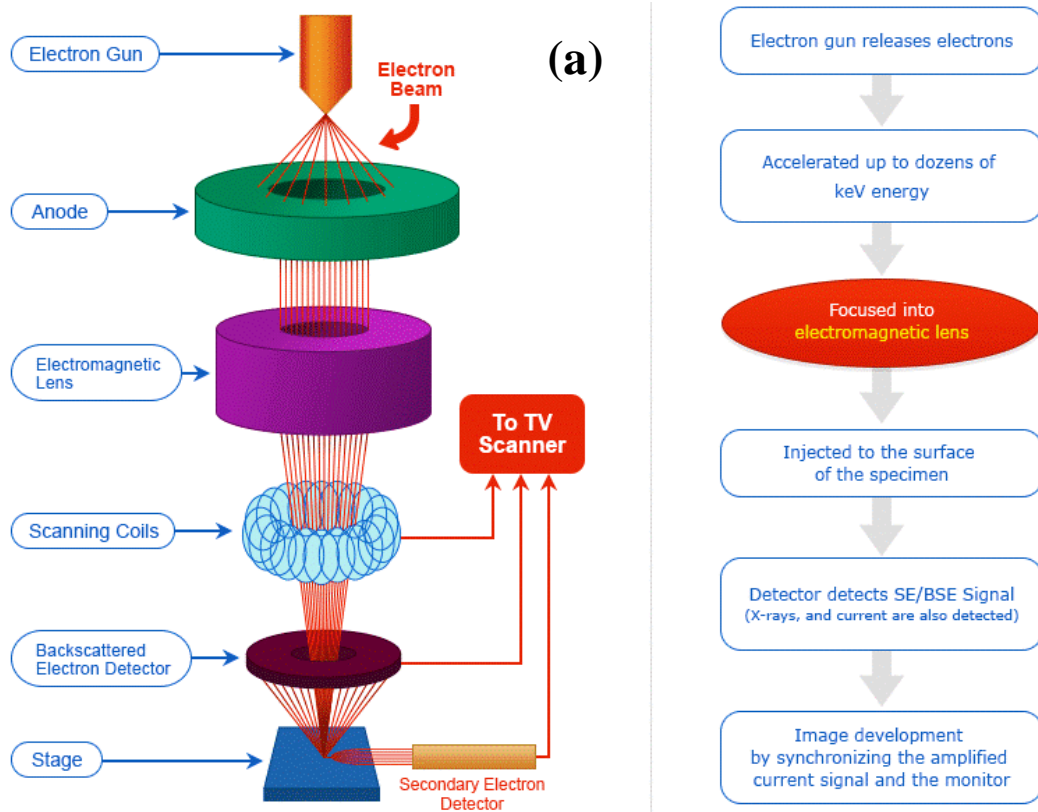 Electron Gun
(a)
Electron
Beam
Anode
Electromagnetic
Lens
To TV
Scanner
Scanning Coils
Backscattered
Electron Detector
Stage
Secondary Electron
Detector
Electron gun releases electrons
Accelerated up to dozens of
keV energy
Focused into
electromagnetic lens
Injected to the surface
of the specimen
Detector detects SE/BSE Signal
(X-rays, and current are also detected)
Image development
by synchronizing the amplified
current signal and the monitor